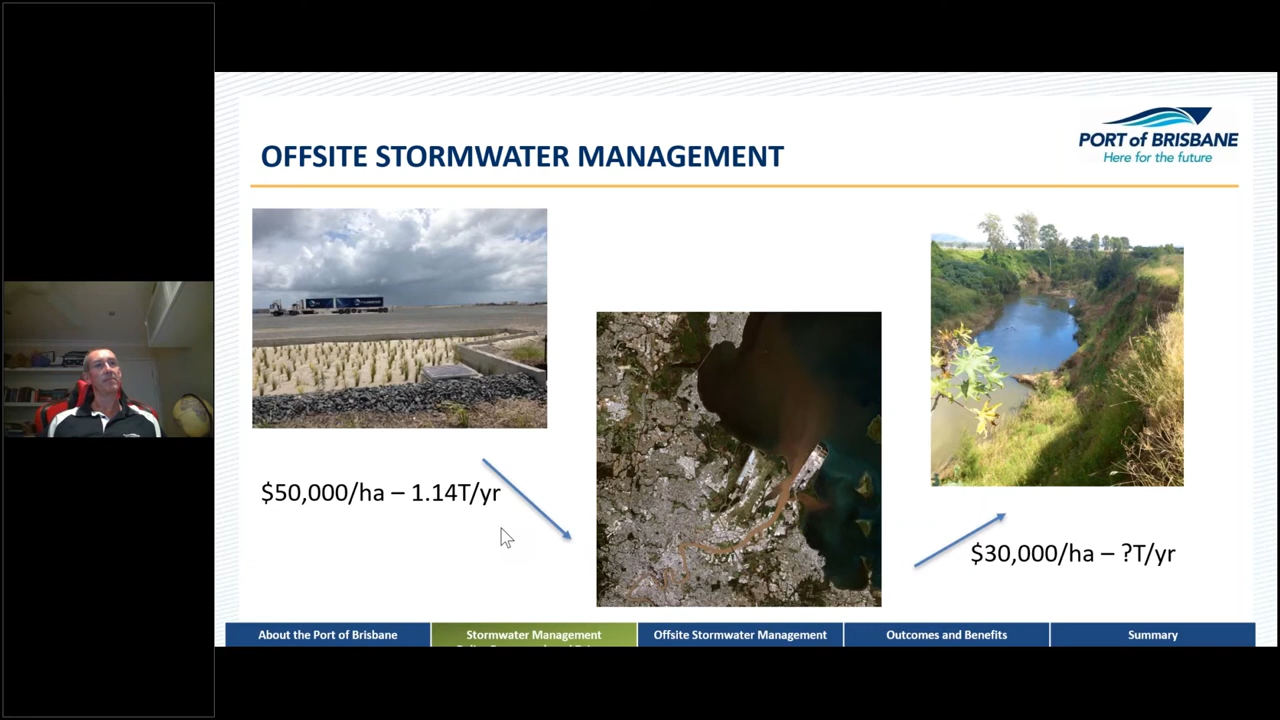 OFFSITE STORMWATER MANAGEMENT
PORT of BRISBANE
Here for the future
$50,000/ha – 1.14T/yr
$30,000/ha – ?T/yr
About the Port of Brisbane
Stormwater Management
Offsite Stormwater Management
Outcomes and Benefits
Summary